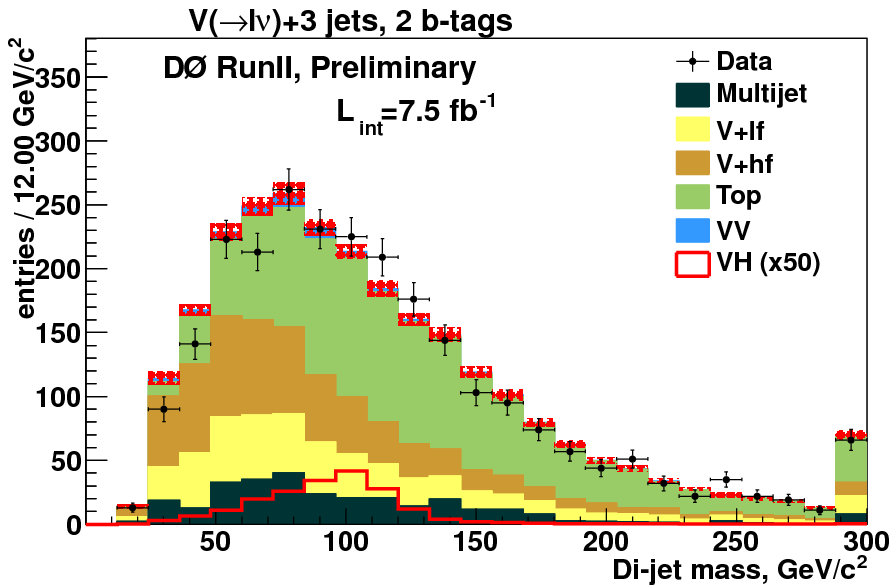 V(→lν)+3 jets, 2 b-tags
entries / 12.00 GeV/c²
350
300
250
200
150
100
50
0
DØ RunII, Preliminary
L_int=7.5 fb⁻¹
Data
Multijet
V+lf
V+hf
Top
VV
VH (x50)
50
100
150
200
250
300
Di-jet mass, GeV/c²